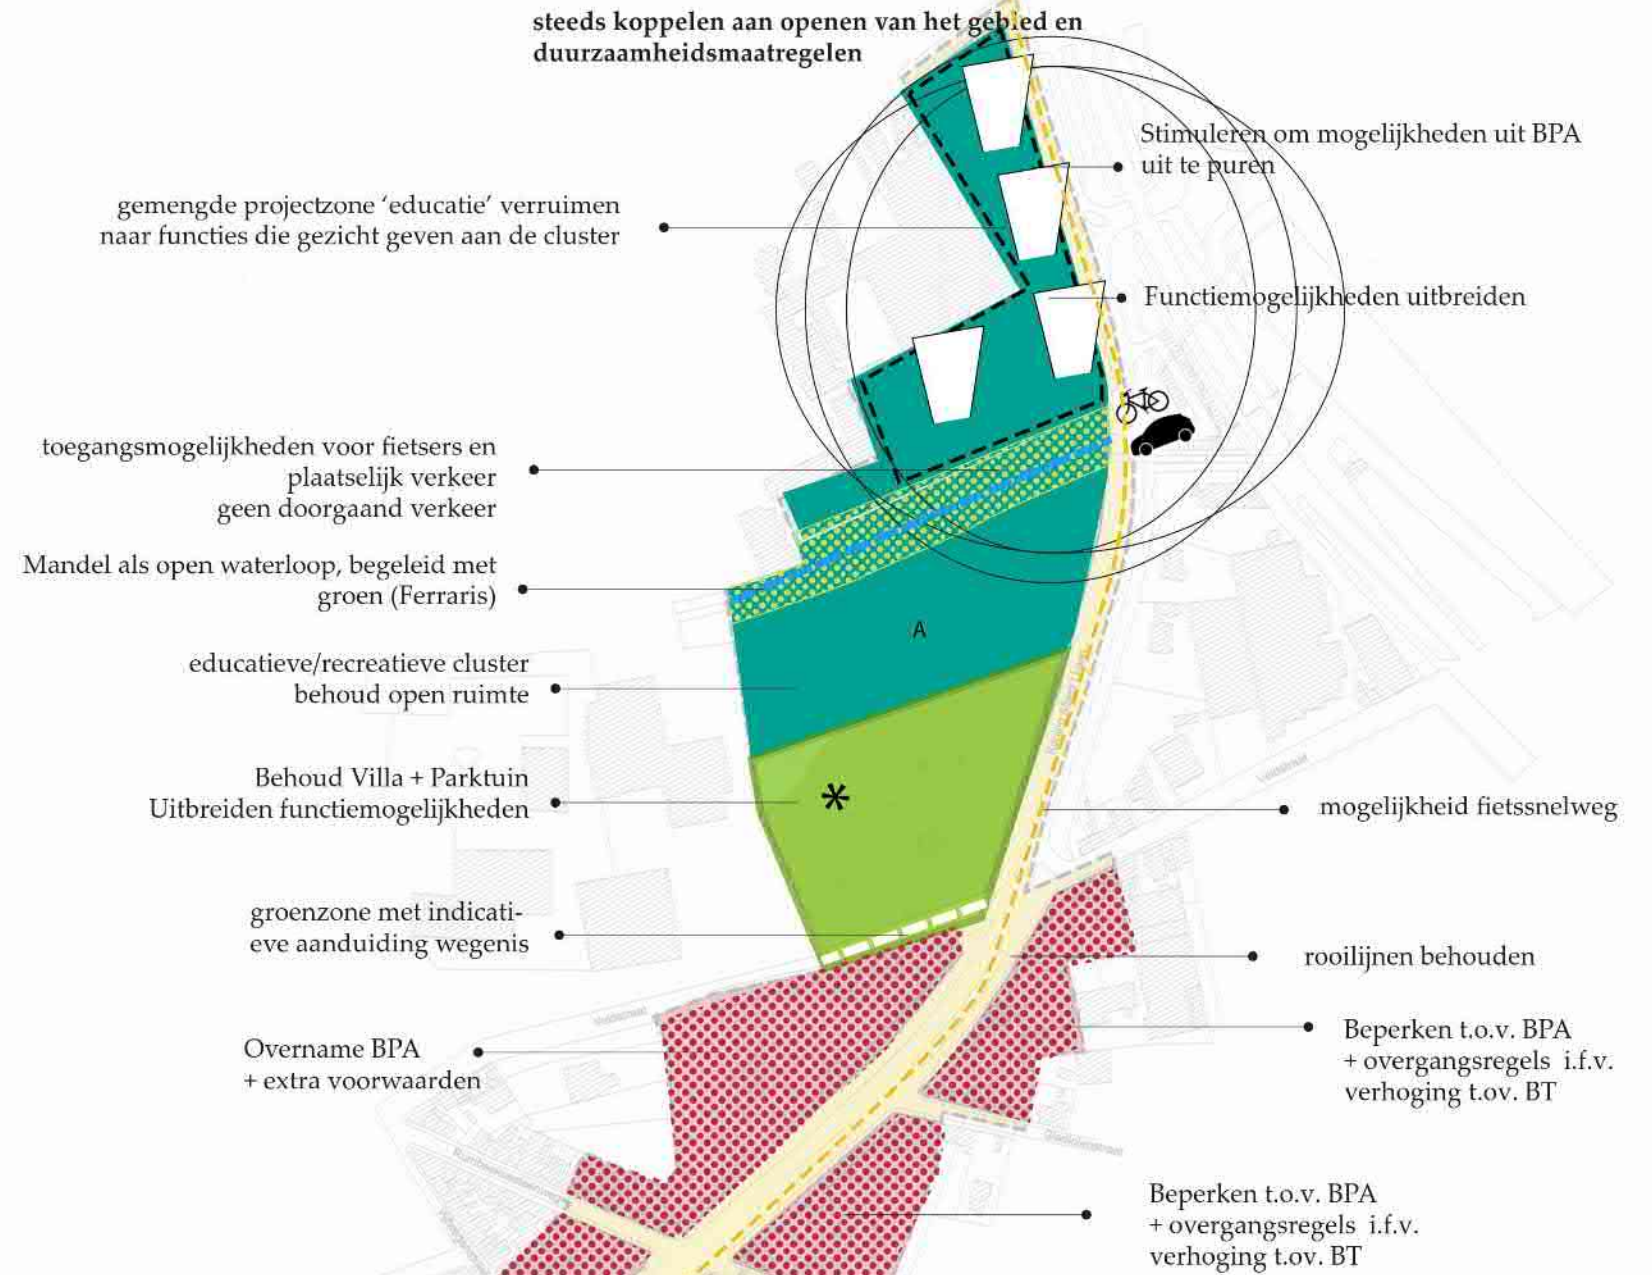 steeds koppelen aan openen van het gebied en
duurzaamheidsmaatregelen
Stimuleren om mogelijkheden uit BPA
uit te puren
gemengde projectzone ‘educatie’ verruimen
naar functies die gezicht geven aan de cluster
Functiemogelijkheden uitbreiden
toegangsmogelijkheden voor fietsers en
plaatselijk verkeer
geen doorgaand verkeer
Mandel als open waterloop, begeleid met
groen (Ferraris)
A
educatieve/recreatieve cluster
behoud open ruimte
Behoud Villa + Parktuin
Uitbreiden functiemogelijkheden
*
mogelijkheid fietssnelweg
groenzone met indicati-
eve aanduiding wegenis
rooilijnen behouden
Overname BPA
+ extra voorwaarden
Beperken t.o.v. BPA
+ overgangsregels i.f.v.
verhoging t.ov. BT
Beperken t.o.v. BPA
+ overgangsregels i.f.v.
verhoging t.ov. BT